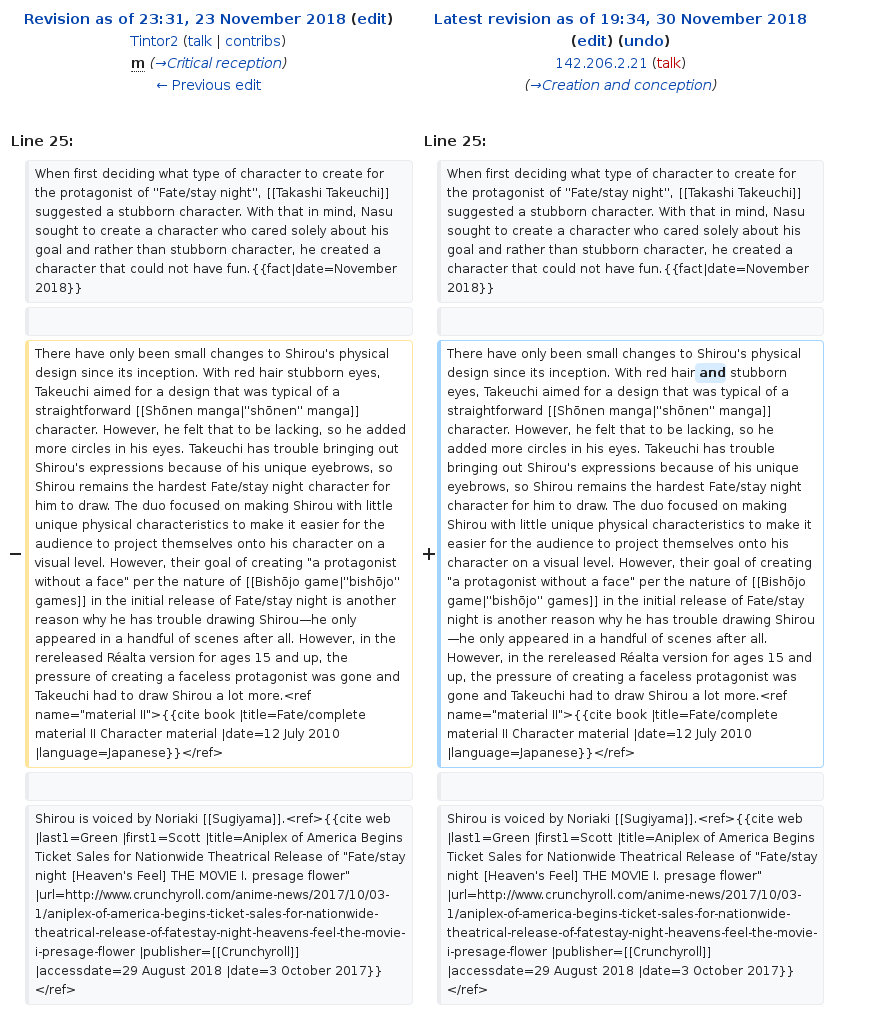 Revision as of 23:31, 23 November 2018 (edit)
Tintor2 (talk | contribs)
m (→Critical reception)
← Previous edit
Latest revision as of 19:34, 30 November 2018
(edit) (undo)
142.206.2.21 (talk)
(→Creation and conception)
Line 25:
Line 25:
When first deciding what type of character to create for
the protagonist of ''Fate/stay night'', [[Takashi Takeuchi]]
suggested a stubborn character. With that in mind, Nasu
sought to create a character who cared solely about his
goal and rather than stubborn character, he created a
character that could not have fun.{{fact|date=November
2018}}
When first deciding what type of character to create for
the protagonist of ''Fate/stay night'', [[Takashi Takeuchi]]
suggested a stubborn character. With that in mind, Nasu
sought to create a character who cared solely about his
goal and rather than stubborn character, he created a
character that could not have fun.{{fact|date=November
2018}}
−
There have only been small changes to Shirou's physical
design since its inception. With red hair stubborn eyes,
Takeuchi aimed for a design that was typical of a
straightforward [[Shōnen manga|''shōnen'' manga]]
character. However, he felt that to be lacking, so he added
more circles in his eyes. Takeuchi has trouble bringing out
Shirou's expressions because of his unique eyebrows, so
Shirou remains the hardest Fate/stay night character for
him to draw. The duo focused on making Shirou with little
unique physical characteristics to make it easier for the
audience to project themselves onto his character on a
visual level. However, their goal of creating "a protagonist
without a face" per the nature of [[Bishōjo game|''bishōjo''
games]] in the initial release of Fate/stay night is another
reason why he has trouble drawing Shirou—he only
appeared in a handful of scenes after all. However, in the
rereleased Réalta version for ages 15 and up, the
pressure of creating a faceless protagonist was gone and
Takeuchi had to draw Shirou a lot more.<ref
name="material II">{{cite book |title=Fate/complete
material II Character material |date=12 July 2010
|language=Japanese}}</ref>
+
There have only been small changes to Shirou's physical
design since its inception. With red hair and stubborn
eyes, Takeuchi aimed for a design that was typical of a
straightforward [[Shōnen manga|''shōnen'' manga]]
character. However, he felt that to be lacking, so he
added more circles in his eyes. Takeuchi has trouble
bringing out Shirou's expressions because of his unique
eyebrows, so Shirou remains the hardest Fate/stay night
character for him to draw. The duo focused on making
Shirou with little unique physical characteristics to make it
easier for the audience to project themselves onto his
character on a visual level. However, their goal of creating
"a protagonist without a face" per the nature of [[Bishōjo
game|''bishōjo'' games]] in the initial release of Fate/stay
night is another reason why he has trouble drawing Shirou
—he only appeared in a handful of scenes after all.
However, in the rereleased Réalta version for ages 15 and
up, the pressure of creating a faceless protagonist was
gone and Takeuchi had to draw Shirou a lot more.<ref
name="material II">{{cite book |title=Fate/complete
material II Character material |date=12 July 2010
|language=Japanese}}</ref>
Shirou is voiced by Noriaki [[Sugiyama]].<ref>{{cite web
|last1=Green |first1=Scott |title=Aniplex of America Begins
Ticket Sales for Nationwide Theatrical Release of "Fate/stay
night [Heaven's Feel] THE MOVIE I. presage flower"
|url=http://www.crunchyroll.com/anime-news/2017/10/03-
1/aniplex-of-america-begins-ticket-sales-for-nationwide-
theatrical-release-of-fatestay-night-heavens-feel-the-movie-
i-presage-flower |publisher=[[Crunchyroll]]
|accessdate=29 August 2018 |date=3 October 2017}}
</ref>
Shirou is voiced by Noriaki [[Sugiyama]].<ref>{{cite web
|last1=Green |first1=Scott |title=Aniplex of America Begins
Ticket Sales for Nationwide Theatrical Release of "Fate/stay
night [Heaven's Feel] THE MOVIE I. presage flower"
|url=http://www.crunchyroll.com/anime-news/2017/10/03-
1/aniplex-of-america-begins-ticket-sales-for-nationwide-
theatrical-release-of-fatestay-night-heavens-feel-the-movie-
i-presage-flower |publisher=[[Crunchyroll]]
|accessdate=29 August 2018 |date=3 October 2017}}
</ref>